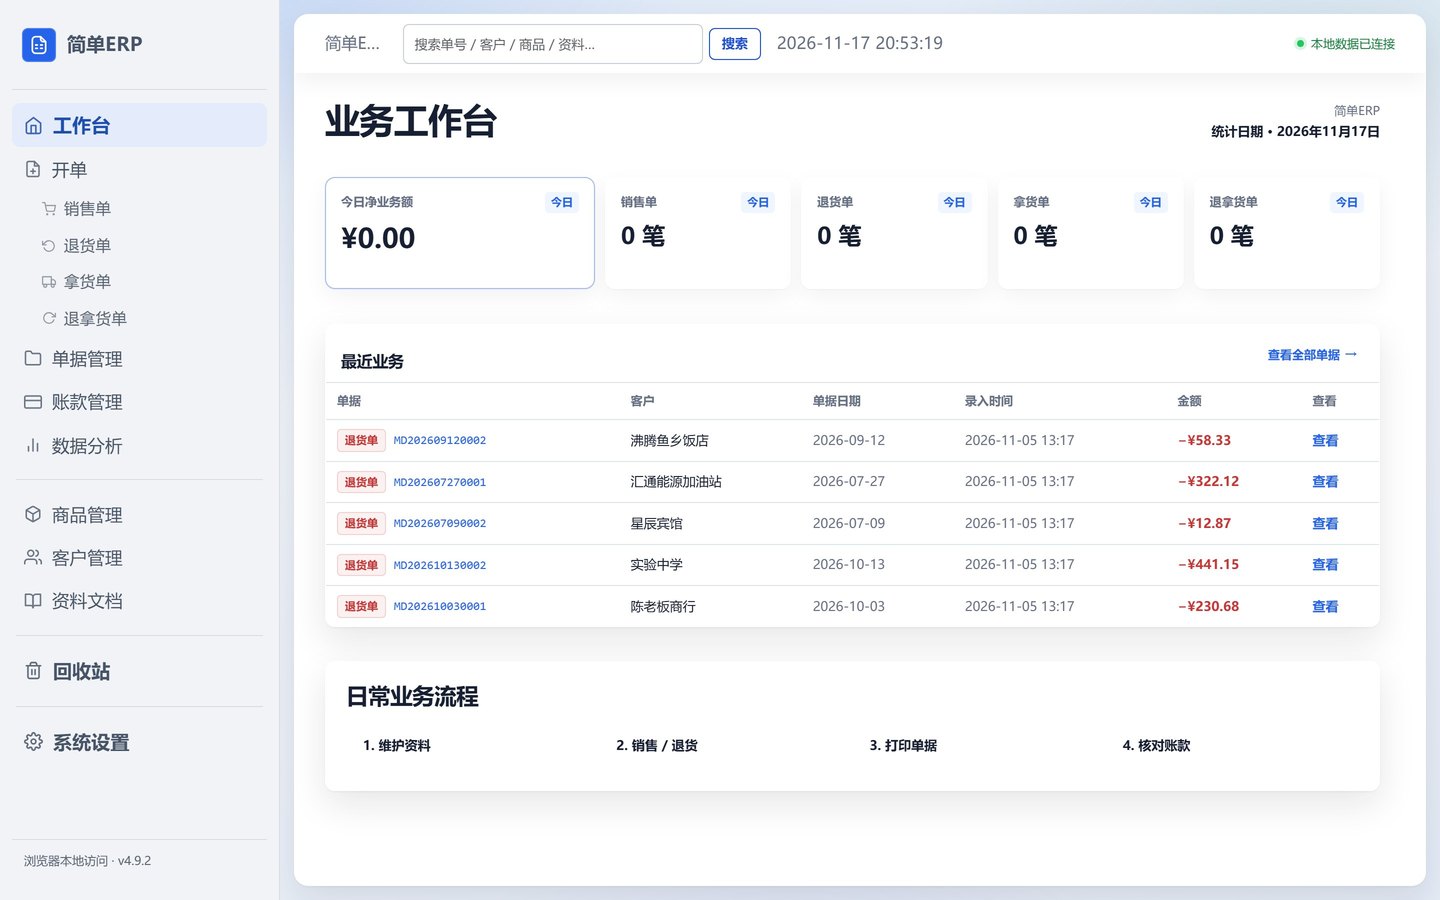 简单ERP
工作台
开单
销售单
退货单
拿货单
退拿货单
单据管理
账款管理
数据分析
商品管理
客户管理
资料文档
回收站
系统设置
浏览器本地访问 · v4.9.2
简单E... 搜索单号 / 客户 / 商品 / 资料... 搜索 2026-11-17 20:53:19 本地数据已连接
业务工作台
简单ERP
统计日期 • 2026年11月17日
今日净业务额 今日
¥0.00
销售单 今日
0 笔
退货单 今日
0 笔
拿货单 今日
0 笔
退拿货单 今日
0 笔
最近业务 查看全部单据 →
单据 客户 单据日期 录入时间 金额 查看
退货单 MD202609120002 沸腾鱼乡饭店 2026-09-12 2026-11-05 13:17 −¥58.33 查看
退货单 MD202607270001 汇通能源加油站 2026-07-27 2026-11-05 13:17 −¥322.12 查看
退货单 MD202607090002 星辰宾馆 2026-07-09 2026-11-05 13:17 −¥12.87 查看
退货单 MD202610130002 实验中学 2026-10-13 2026-11-05 13:17 −¥441.15 查看
退货单 MD202610030001 陈老板商行 2026-10-03 2026-11-05 13:17 −¥230.68 查看
日常业务流程
1. 维护资料 2. 销售 / 退货 3. 打印单据 4. 核对账款